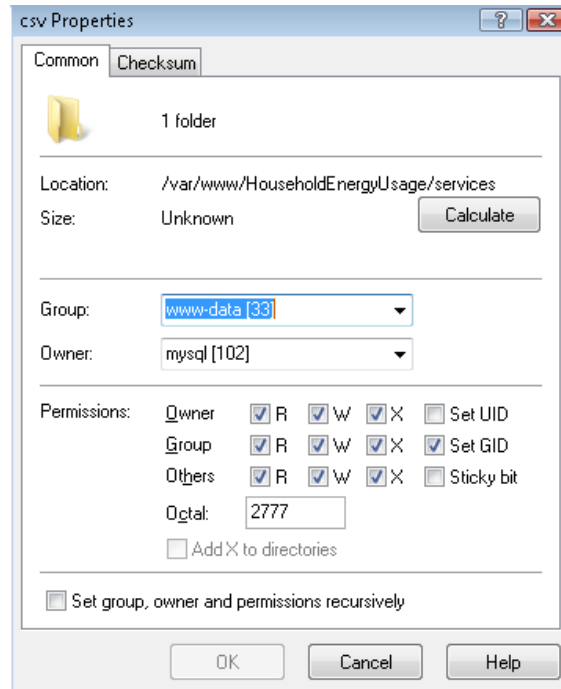 csv Properties
Common Checksum
1 folder
Location: /var/www/HouseholdEnergyUsage/services
Size: Unknown Calculate
Group: www-data [33]
Owner: mysql [102]
Permissions: Owner R W X Set UID
Group R W X Set GID
Others R W X Sticky bit
Octal: 2777
Add X to directories
Set group, owner and permissions recursively
OK Cancel Help